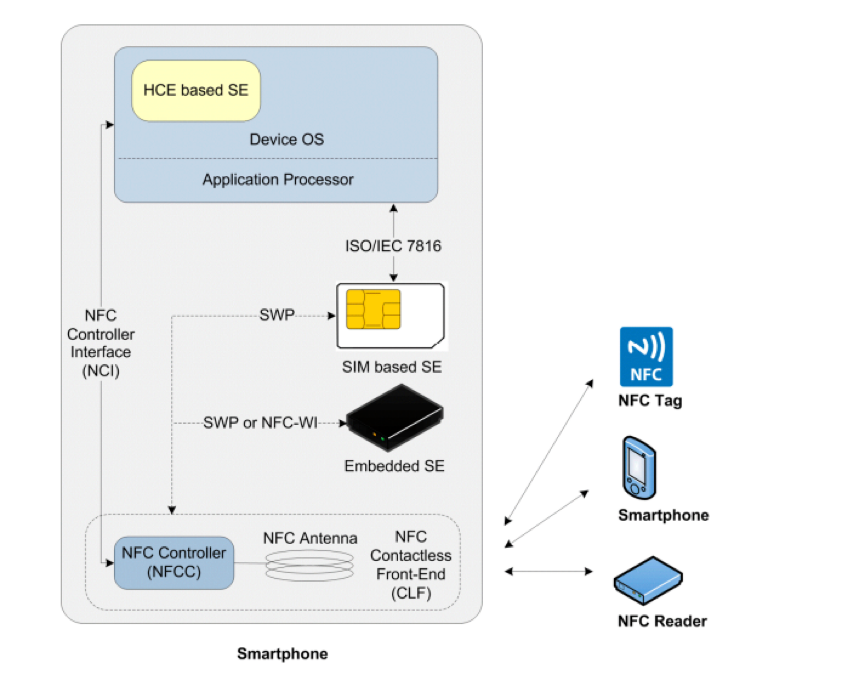 HCE based SE
Device OS
Application Processor
ISO/IEC 7816
NFC
Controller
Interface
(NCI)
SWP
SIM based SE
SWP or NFC-WI
Embedded SE
NFC Controller
(NFCC)
NFC Antenna
NFC
Contactless
Front-End
(CLF)
Smartphone
NFC
NFC Tag
Smartphone
NFC Reader